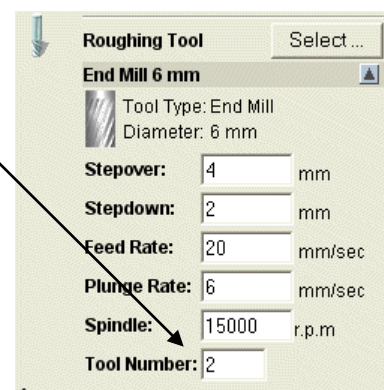 Roughing Tool Select ...
End Mill 6 mm
Tool Type: End Mill
Diameter: 6 mm
Stepover: 4 mm
Stepdown: 2 mm
Feed Rate: 20 mm/sec
Plunge Rate: 6 mm/sec
Spindle: 15000 r.p.m
Tool Number: 2